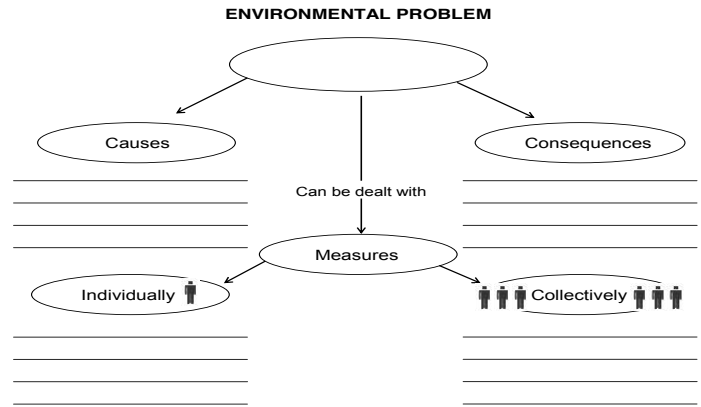 ENVIRONMENTAL PROBLEM
Causes
Consequences
Can be dealt with
Measures
Individually
Collectively